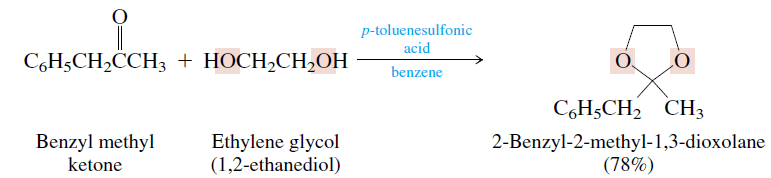 O
C₆H₅CH₂CCH₃ + HOCH₂CH₂OH
p-toluenesulfonic
acid
benzene
O O
C₆H₅CH₂ CH₃
Benzyl methyl
ketone
Ethylene glycol
(1,2-ethanediol)
2-Benzyl-2-methyl-1,3-dioxolane
(78%)